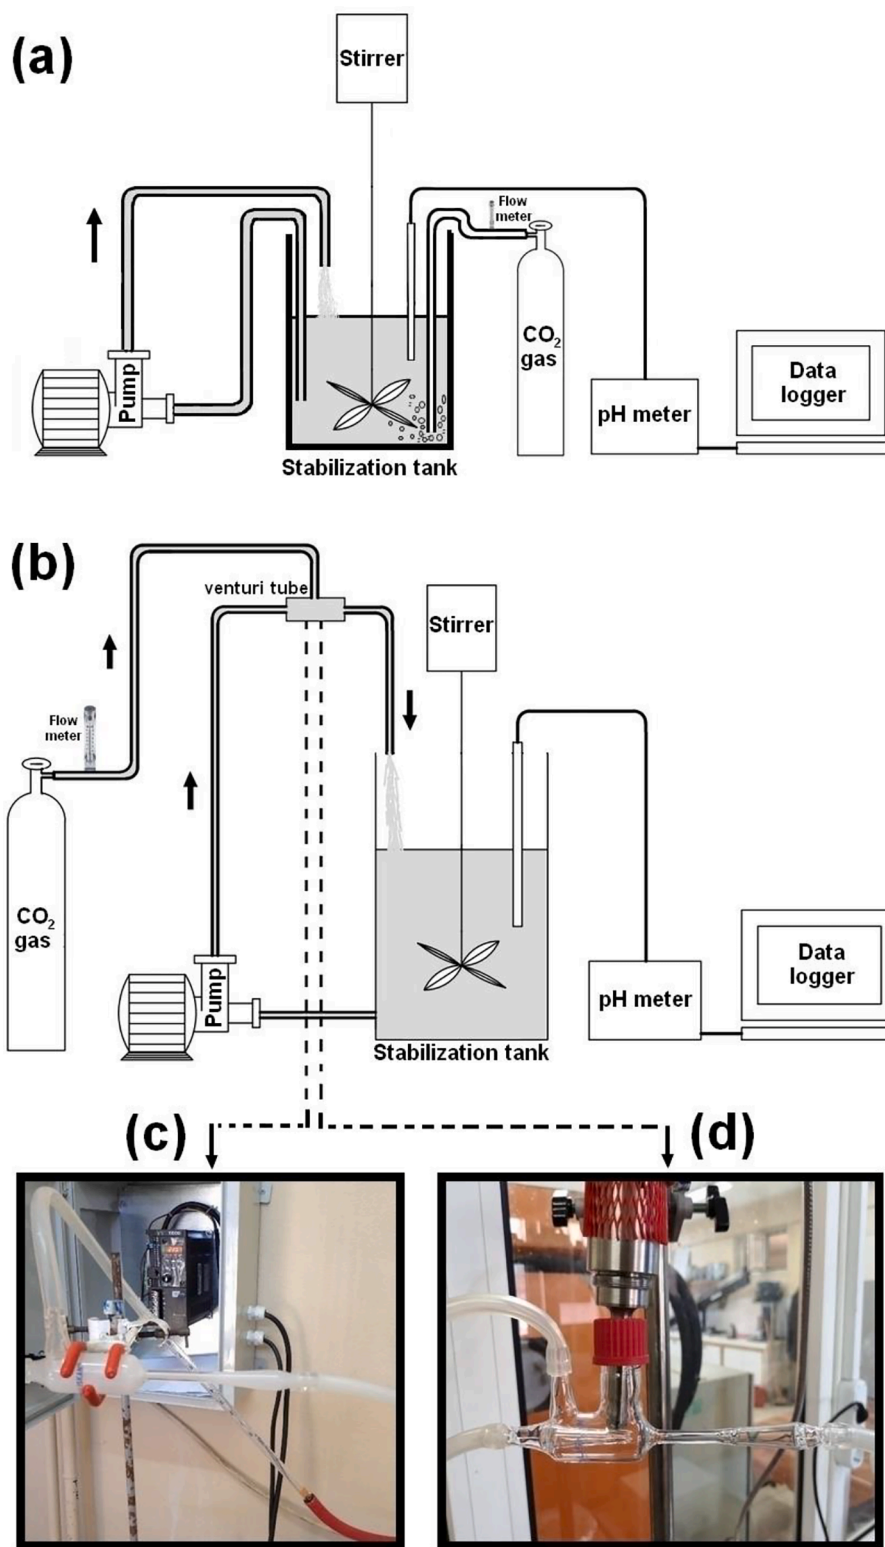 (a)
Stirrer
Flow
meter
CO2
gas
Pump
pH meter
Data
logger
Stabilization tank
(b)
venturi tube
Stirrer
Flow
meter
CO2
gas
Pump
pH meter
Data
logger
Stabilization tank
(c)
(d)